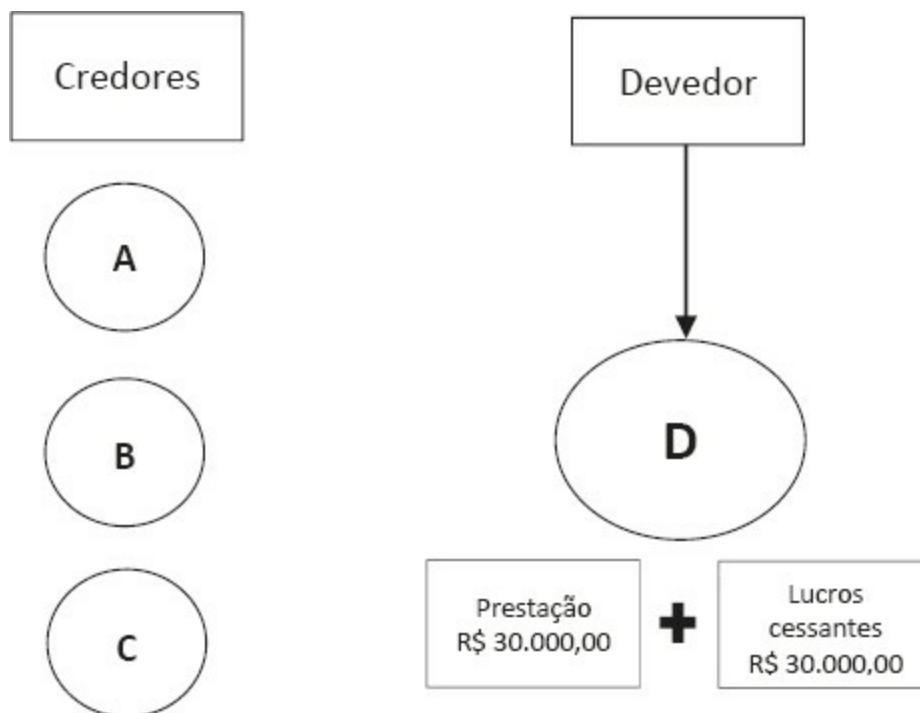 Credores
Devedor
A
B
D
C
Prestação
R$ 30.000,00
+
Lucros
cessantes
R$ 30.000,00